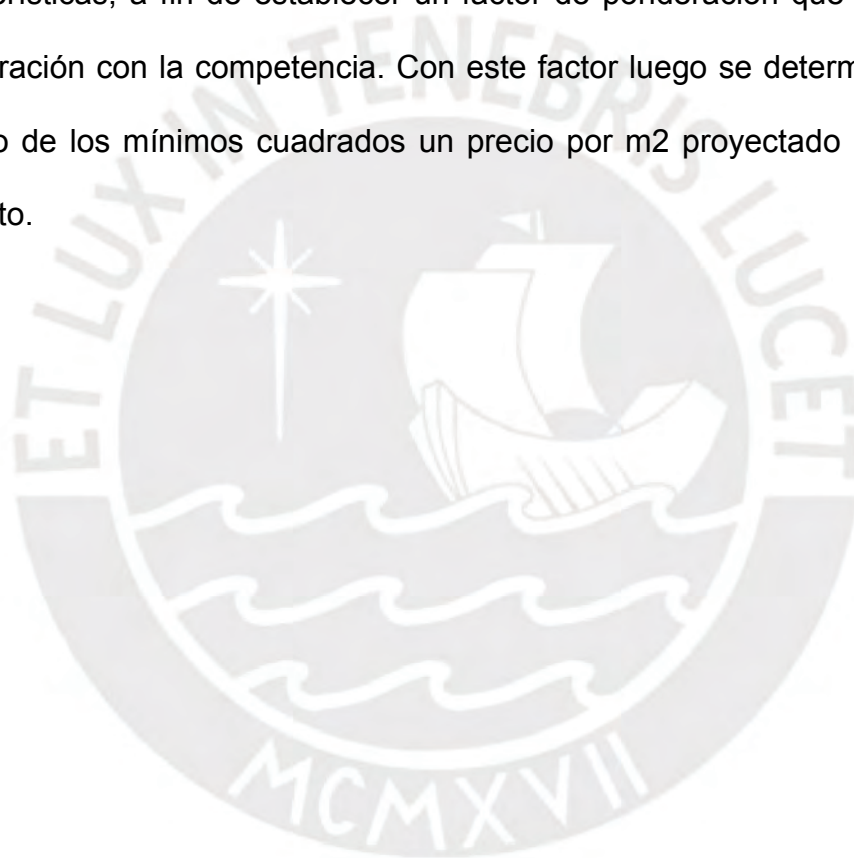 erísticas, a fin de establecer un factor de ponderación que
ración con la competencia. Con este factor luego se determ
o de los mínimos cuadrados un precio por m2 proyectado
to.
ET LUX IN TENEBRIS LUCET
MCMXVII